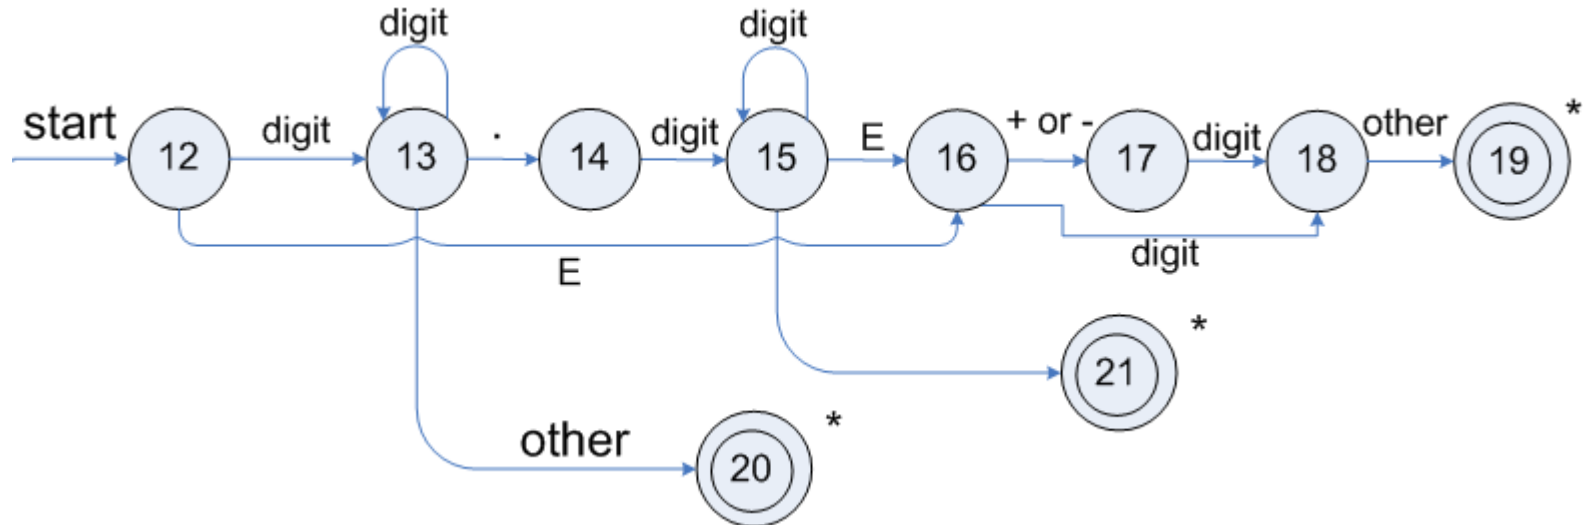 digit
digit
start
12
digit
13
.
14
digit
15
E
16
+ or -
17
digit
18
other
19
*
E
digit
21
*
other
20
*